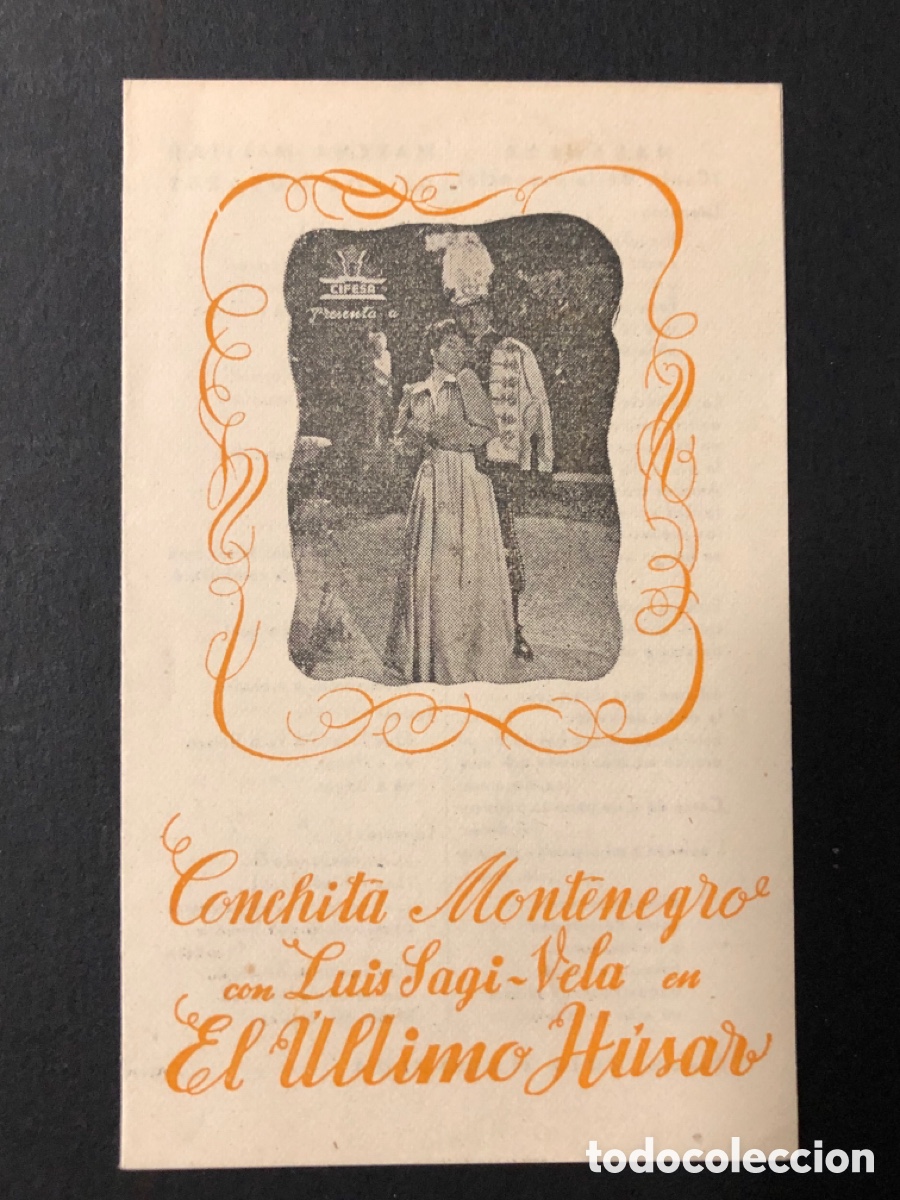 CIFESA
Presenta a
Conchita Montenegro
con Luis Sagi-Vela en
El Último Húsar
todocoleccion